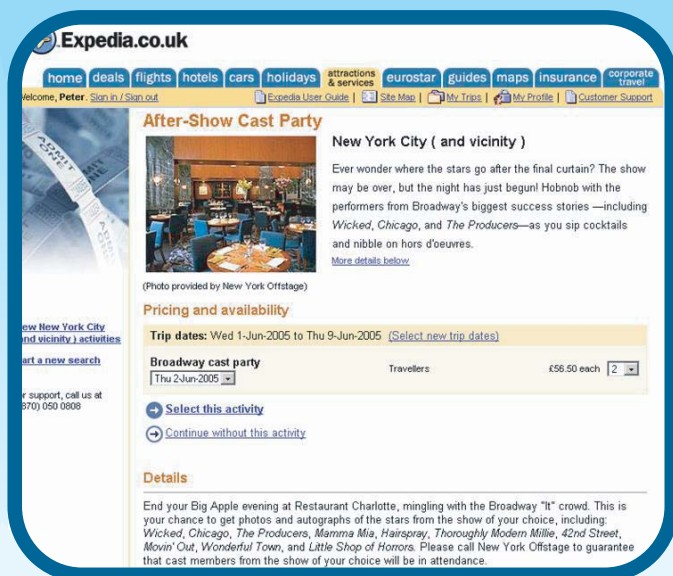 Expedia.co.uk
home deals flights hotels cars holidays attractions & services eurostar guides maps insurance corporate travel
Welcome, Peter. Sign in / Sign out Expedia User Guide | Site Map | My Trips | My Profile | Customer Support
ADMIT ONE
After-Show Cast Party
New York City ( and vicinity )
Ever wonder where the stars go after the final curtain? The show
may be over, but the night has just begun! Hobnob with the
performers from Broadway's biggest success stories —including
Wicked, Chicago, and The Producers—as you sip cocktails
and nibble on hors d'oeuvres.
More details below
(Photo provided by New York Offstage)
Pricing and availability
Trip dates: Wed 1-Jun-2005 to Thu 9-Jun-2005 (Select new trip dates)
Broadway cast party Travellers £56.50 each 2
Thu 2-Jun-2005
Select this activity
Continue without this activity
ew New York City
nd vicinity ) activities
art a new search
r support, call us at
870) 050 0808
Details
End your Big Apple evening at Restaurant Charlotte, mingling with the Broadway "It" crowd. This is
your chance to get photos and autographs of the stars from the show of your choice, including:
Wicked, Chicago, The Producers, Mamma Mia, Hairspray, Thoroughly Modern Millie, 42nd Street,
Movin' Out, Wonderful Town, and Little Shop of Horrors. Please call New York Offstage to guarantee
that cast members from the show of your choice will be in attendance.